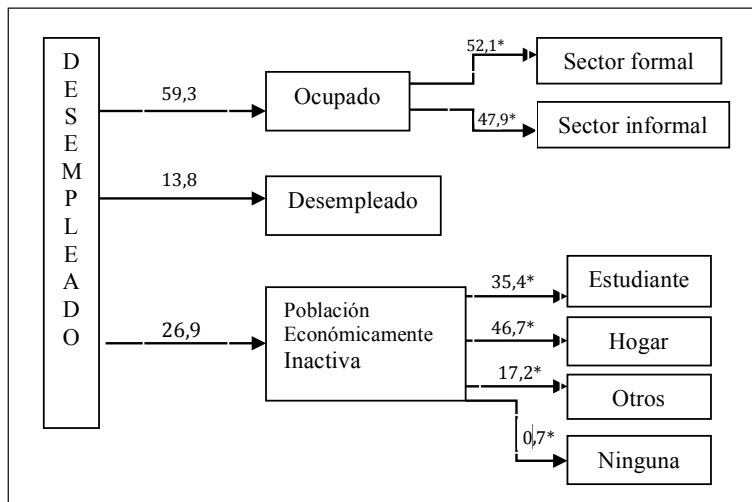 DESEMPLEADO
59,3
Ocupado
52,1*
Sector formal
47,9*
Sector informal
13,8
Desempleado
26,9
Población
Económicamente
Inactiva
35,4*
Estudiante
46,7*
Hogar
17,2*
Otros
0,7*
Ninguna